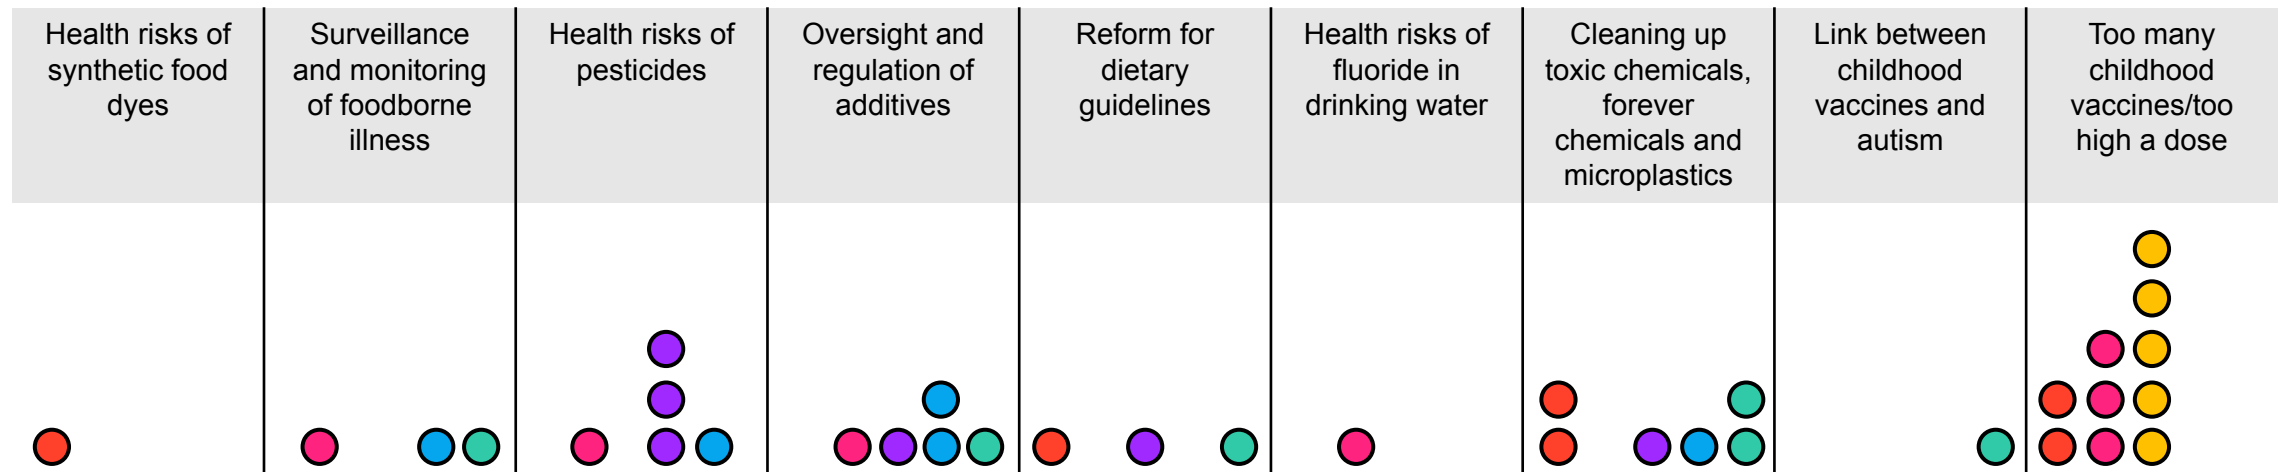 Health risks of
synthetic food
dyes
Surveillance
and monitoring
of foodborne
illness
Health risks of
pesticides
Oversight and
regulation of
additives
Reform for
dietary
guidelines
Health risks of
fluoride in
drinking water
Cleaning up
toxic chemicals,
forever
chemicals and
microplastics
Link between
childhood
vaccines and
autism
Too many
childhood
vaccines/too
high a dose